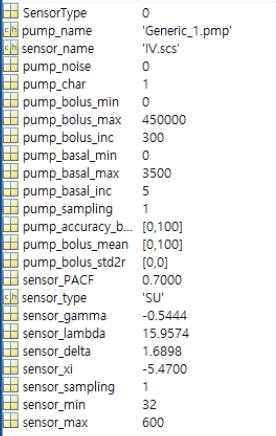 SensorType 0
pump_name 'Generic_1.pmp'
sensor_name 'IV.scs'
pump_noise 0
pump_char 1
pump_bolus_min 0
pump_bolus_max 450000
pump_bolus_inc 300
pump_basal_min 0
pump_basal_max 3500
pump_basal_inc 5
pump_sampling 1
pump_accuracy_b... [0,100]
pump_bolus_mean [0,100]
pump_bolus_std2r [0,0]
sensor_PACF 0.7000
sensor_type 'SU'
sensor_gamma -0.5444
sensor_lambda 15.9574
sensor_delta 1.6898
sensor_xi -5.4700
sensor_sampling 1
sensor_min 32
sensor_max 600